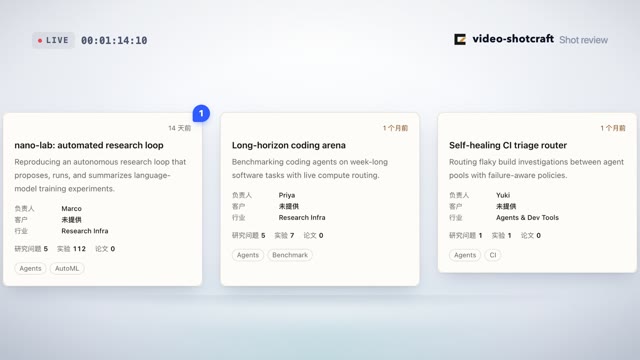 LIVE 00:01:14:10
video-shotcraft Shot review
1
14 天前
nano-lab: automated research loop
Reproducing an autonomous research loop that
proposes, runs, and summarizes language-
model training experiments.
负责人 Marco
客户 未提供
行业 Research Infra
研究问题 5 实验 112 论文 0
Agents AutoML
1 个月前
Long-horizon coding arena
Benchmarking coding agents on week-long
software tasks with live compute routing.
负责人 Priya
客户 未提供
行业 Research Infra
研究问题 5 实验 7 论文 0
Agents Benchmark
1 个月前
Self-healing CI triage router
Routing flaky build investigations between agent
pools with failure-aware policies.
负责人 Yuki
客户 未提供
行业 Agents & Dev Tools
研究问题 1 实验 1 论文 0
Agents CI